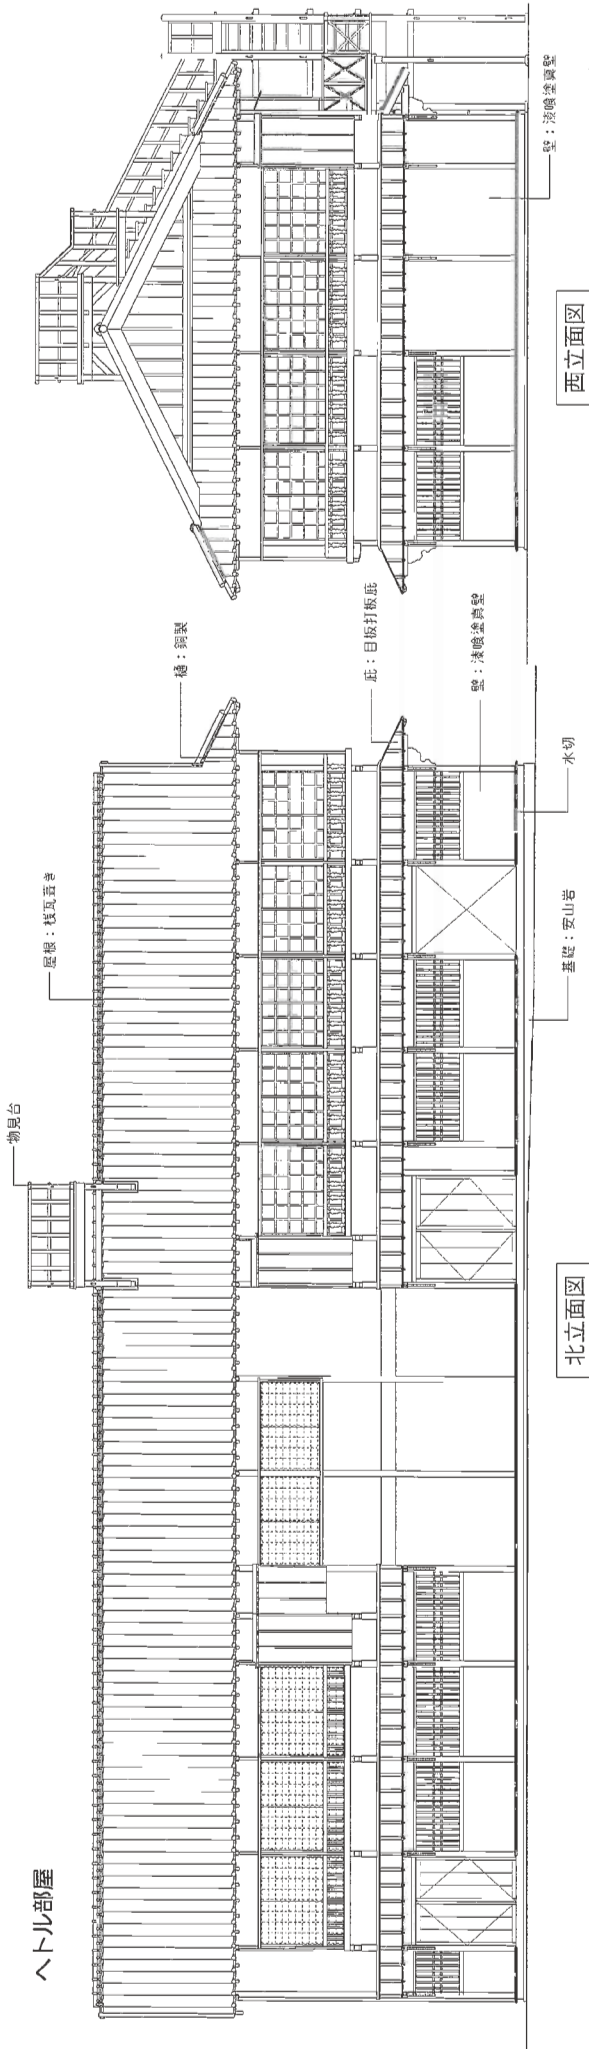 ヘトル部屋
物見台
屋根：桟瓦葺き
樋：銅製
庇：目板打板庇
壁：漆喰塗真壁
水切
基礎：安山岩
北立面図
壁：漆喰塗真壁
西立面図